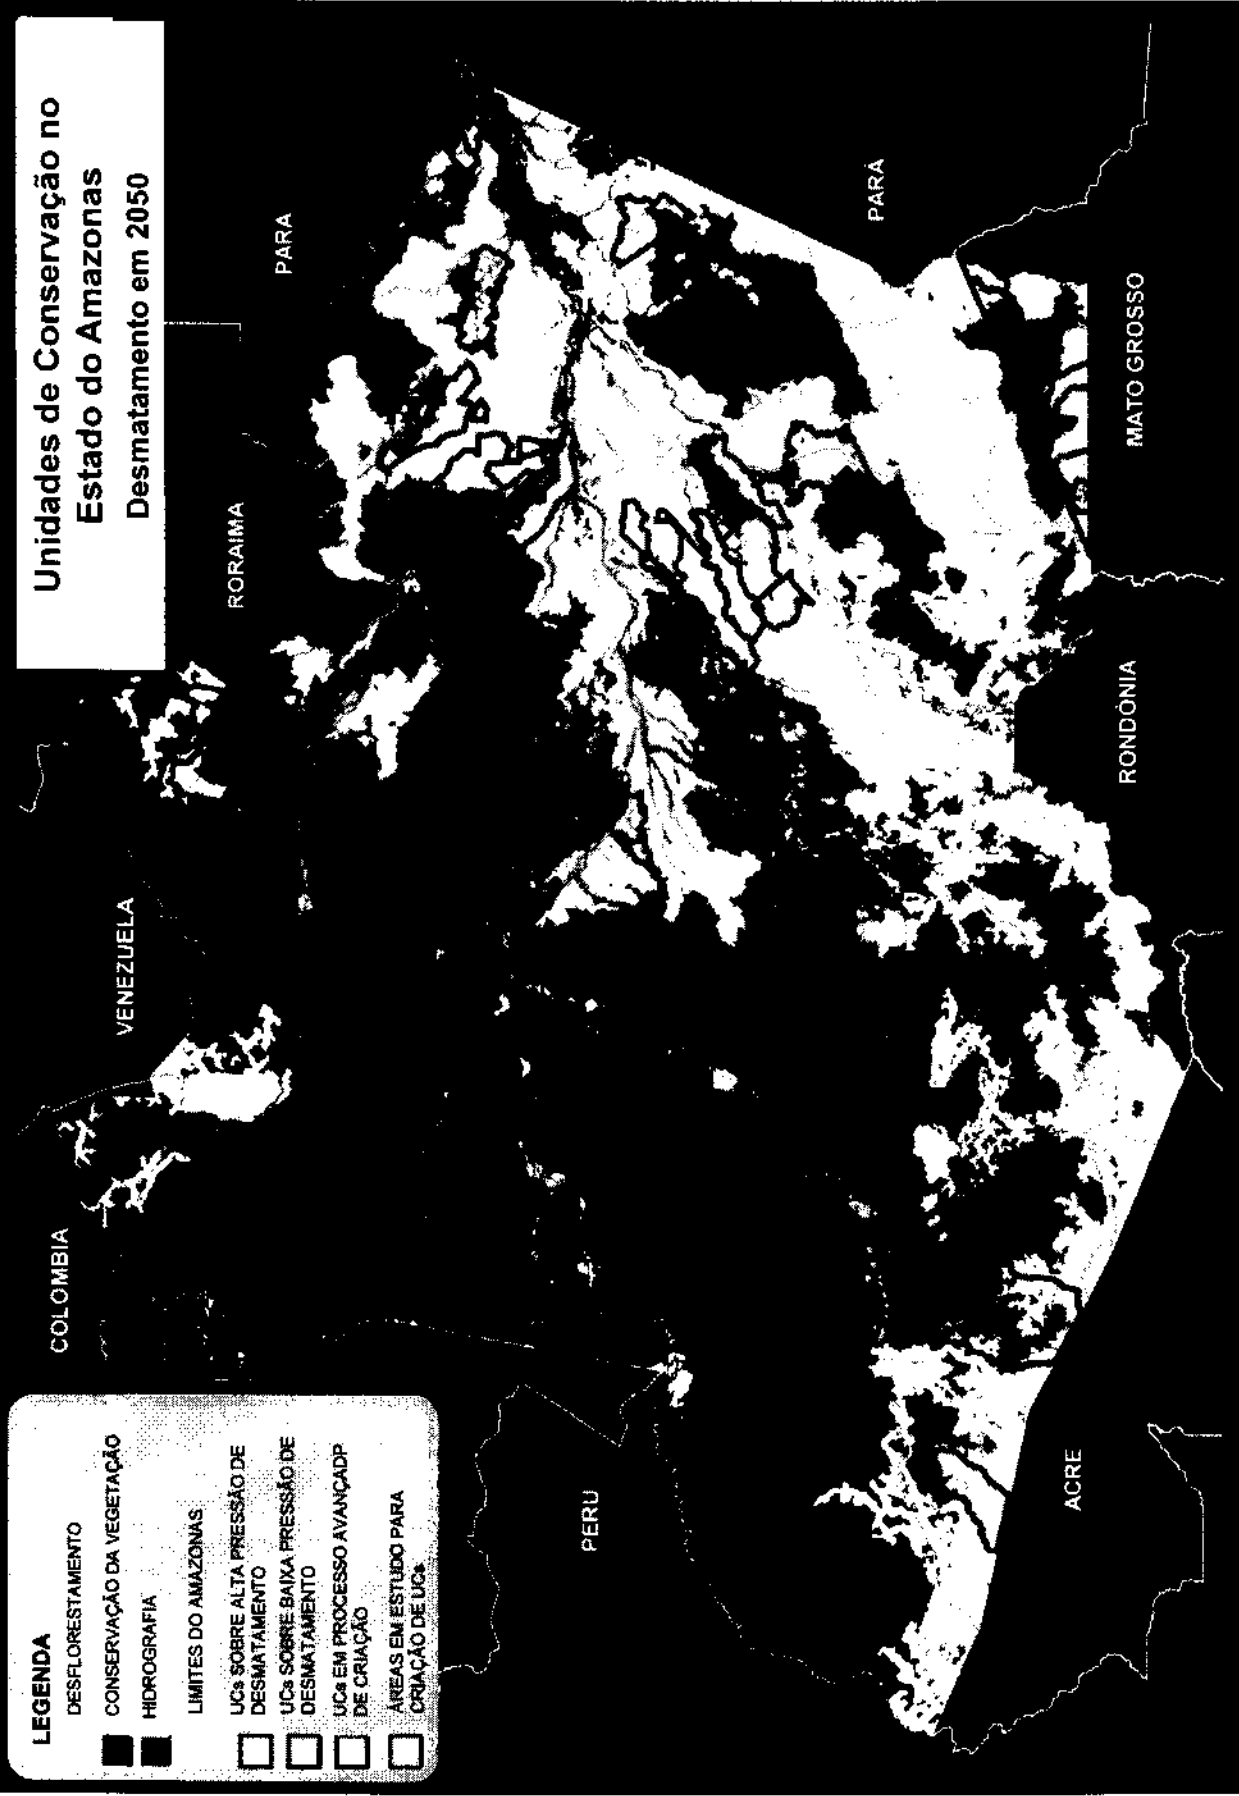 Unidades de Conservação no
Estado do Amazonas
Desmatamento em 2050
COLOMBIA
VENEZUELA
RORAIMA
PARA
PARÁ
PERU
ACRE
RONDÔNIA
MATO GROSSO
LEGENDA
DESFLORESTAMENTO
CONSERVAÇÃO DA VEGETAÇÃO
HIDROGRAFIA
LIMITES DO AMAZONAS
UCs SOBRE ALTA PRESSÃO DE
DESMATAMENTO
UCs SOBRE BAIXA PRESSÃO DE
DESMATAMENTO
UCs EM PROCESSO AVANÇADP
DE CRIAÇÃO
ÁREAS EM ESTUDO PARA
CRIAÇÃO DE UCs